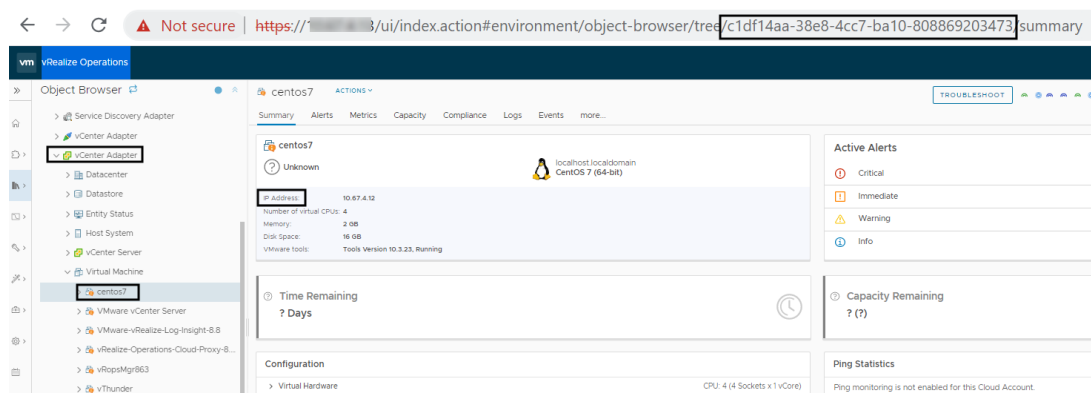 Not secure | https://1 3/ui/index.action#environment/object-browser/tree/c1df14aa-38e8-4cc7-ba10-808869203473/summary
vm vRealize Operations
Object Browser
centos7 ACTIONS
TROUBLESHOOT
Service Discovery Adapter
Summary Alerts Metrics Capacity Compliance Logs Events more...
vCenter Adapter
vCenter Adapter
Datacenter
Datastore
Entity Status
Host System
vCenter Server
Virtual Machine
centos7
VMware vCenter Server
VMware-vRealize-Log-Insight-8.8
vRealize-Operations-Cloud-Proxy-8...
vRopsMgr863
vThunder
centos7
? Unknown
localhost.localdomain
CentOS 7 (64-bit)
IP Address: 10.67.4.12
Number of virtual CPUs: 4
Memory: 2 GB
Disk Space: 16 GB
VMware tools: Tools Version 10.3.23, Running
Active Alerts
Critical
Immediate
Warning
Info
Time Remaining
? Days
Capacity Remaining
? (?)
Configuration
Virtual Hardware CPU: 4 (4 Sockets x 1 vCore)
Ping Statistics
Ping monitoring is not enabled for this Cloud Account.